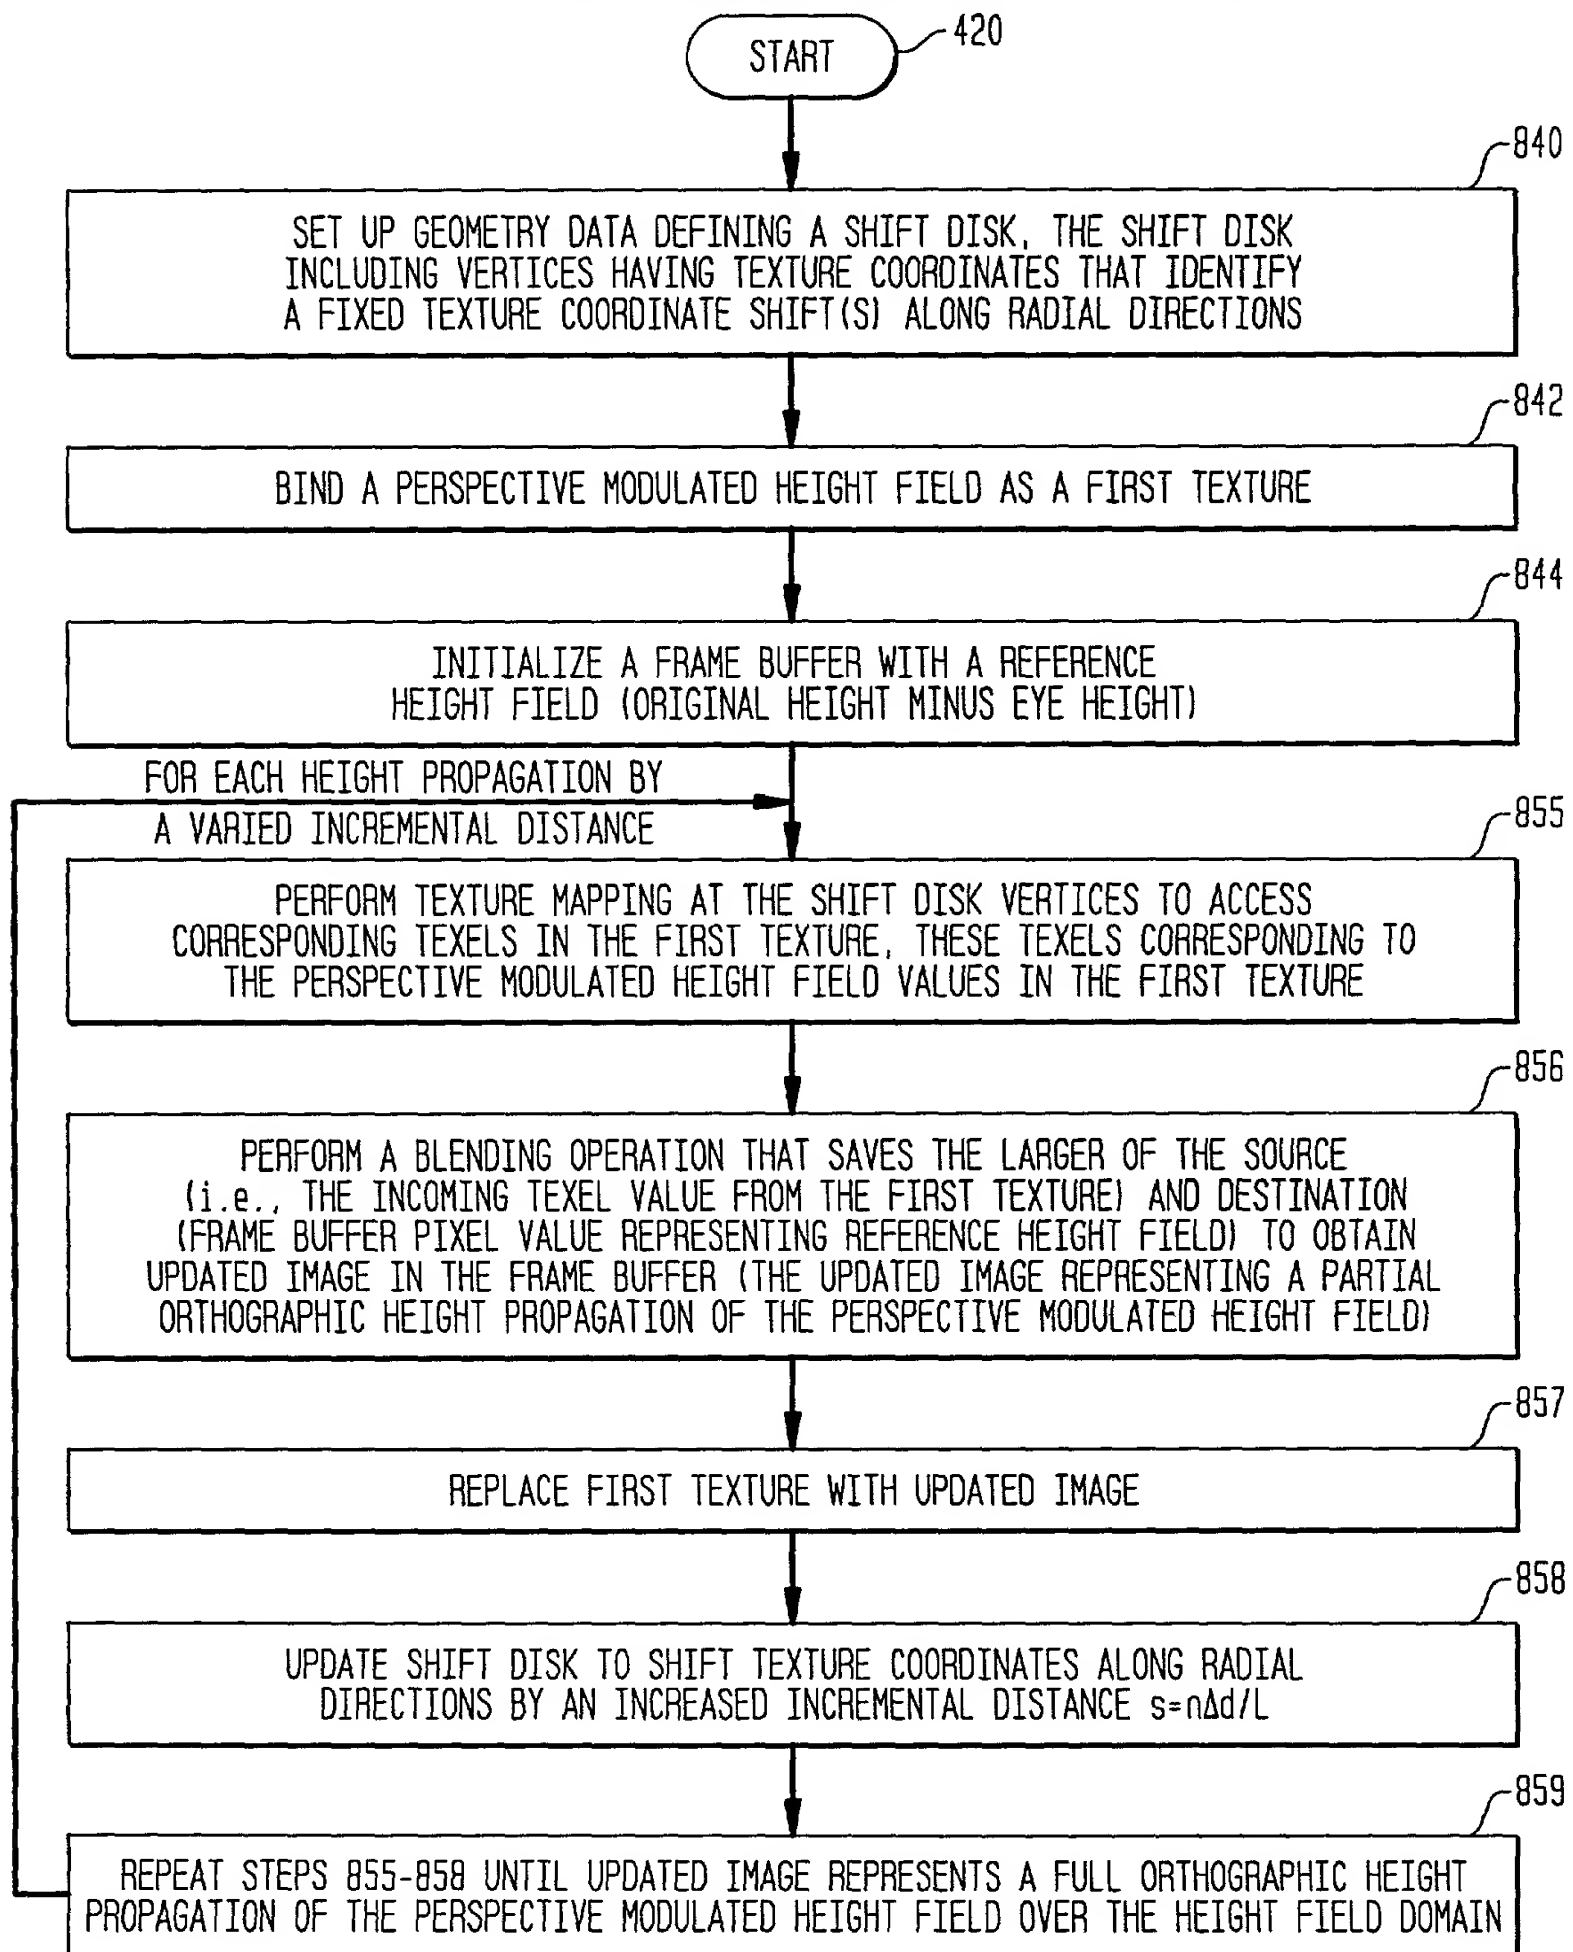 START
420
840
SET UP GEOMETRY DATA DEFINING A SHIFT DISK, THE SHIFT DISK
INCLUDING VERTICES HAVING TEXTURE COORDINATES THAT IDENTIFY
A FIXED TEXTURE COORDINATE SHIFT(S) ALONG RADIAL DIRECTIONS
842
BIND A PERSPECTIVE MODULATED HEIGHT FIELD AS A FIRST TEXTURE
844
INITIALIZE A FRAME BUFFER WITH A REFERENCE
HEIGHT FIELD (ORIGINAL HEIGHT MINUS EYE HEIGHT)
FOR EACH HEIGHT PROPAGATION BY
A VARIED INCREMENTAL DISTANCE
855
PERFORM TEXTURE MAPPING AT THE SHIFT DISK VERTICES TO ACCESS
CORRESPONDING TEXELS IN THE FIRST TEXTURE, THESE TEXELS CORRESPONDING TO
THE PERSPECTIVE MODULATED HEIGHT FIELD VALUES IN THE FIRST TEXTURE
856
PERFORM A BLENDING OPERATION THAT SAVES THE LARGER OF THE SOURCE
(i.e., THE INCOMING TEXEL VALUE FROM THE FIRST TEXTURE) AND DESTINATION
(FRAME BUFFER PIXEL VALUE REPRESENTING REFERENCE HEIGHT FIELD) TO OBTAIN
UPDATED IMAGE IN THE FRAME BUFFER (THE UPDATED IMAGE REPRESENTING A PARTIAL
ORTHOGRAPHIC HEIGHT PROPAGATION OF THE PERSPECTIVE MODULATED HEIGHT FIELD)
857
REPLACE FIRST TEXTURE WITH UPDATED IMAGE
858
UPDATE SHIFT DISK TO SHIFT TEXTURE COORDINATES ALONG RADIAL
DIRECTIONS BY AN INCREASED INCREMENTAL DISTANCE s=nΔd/L
859
REPEAT STEPS 855-858 UNTIL UPDATED IMAGE REPRESENTS A FULL ORTHOGRAPHIC HEIGHT
PROPAGATION OF THE PERSPECTIVE MODULATED HEIGHT FIELD OVER THE HEIGHT FIELD DOMAIN